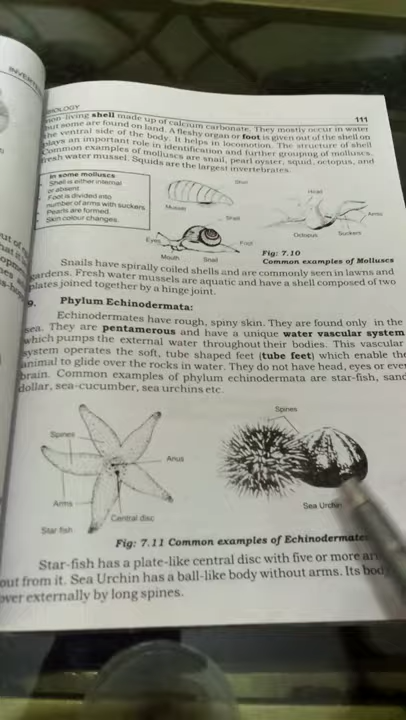 INVERTEB
BIOLOGY
111
non-living shell made up of calcium carbonate. They mostly occur in water
but some are found on land. A fleshy organ or foot is given out of the shell on
the ventral side of the body. It helps in locomotion. The structure of shell
plays an important role in identification and further grouping of molluscs.
Common examples of molluscs are snail, pearl oyster, squid, octopus, and
fresh water mussel. Squids are the largest invertebrates.
In some molluscs
Shell is either internal
or absent.
Foot is divided into
number of arms with suckers
Pearls are formed.
Skin colour changes.
Shell
Mussel
Head
Arms
Octopus
Suckers
Shell
Eyes
Foot
Mouth
Snail
Fig: 7.10
Common examples of Molluscs
Snails have spirally coiled shells and are commonly seen in lawns and
gardens. Fresh water mussels are aquatic and have a shell composed of two
plates joined together by a hinge joint.
9. Phylum Echinodermata:
Echinodermates have rough, spiny skin. They are found only in the
sea. They are pentamerous and have a unique water vascular system
which pumps the external water throughout their bodies. This vascular
system operates the soft, tube shaped feet (tube feet) which enable the
animal to glide over the rocks in water. They do not have head, eyes or even
brain. Common examples of phylum echinodermata are star-fish, sand
dollar, sea-cucumber, sea urchins etc.
Spines
Anus
Arms
Central disc
Star fish
Spines
Sea Urchin
Fig: 7.11 Common examples of Echinodermates
Star-fish has a plate-like central disc with five or more
out from it. Sea Urchin has a ball-like body without arms. Its body
over externally by long spines.